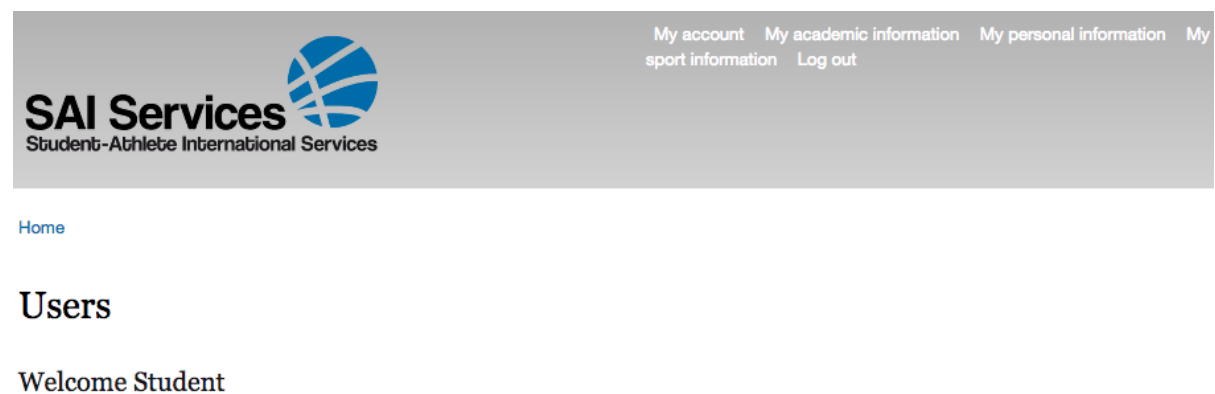 My account My academic information My personal information My
sport information Log out
SAI Services
Student-Athlete International Services
Home
Users
Welcome Student